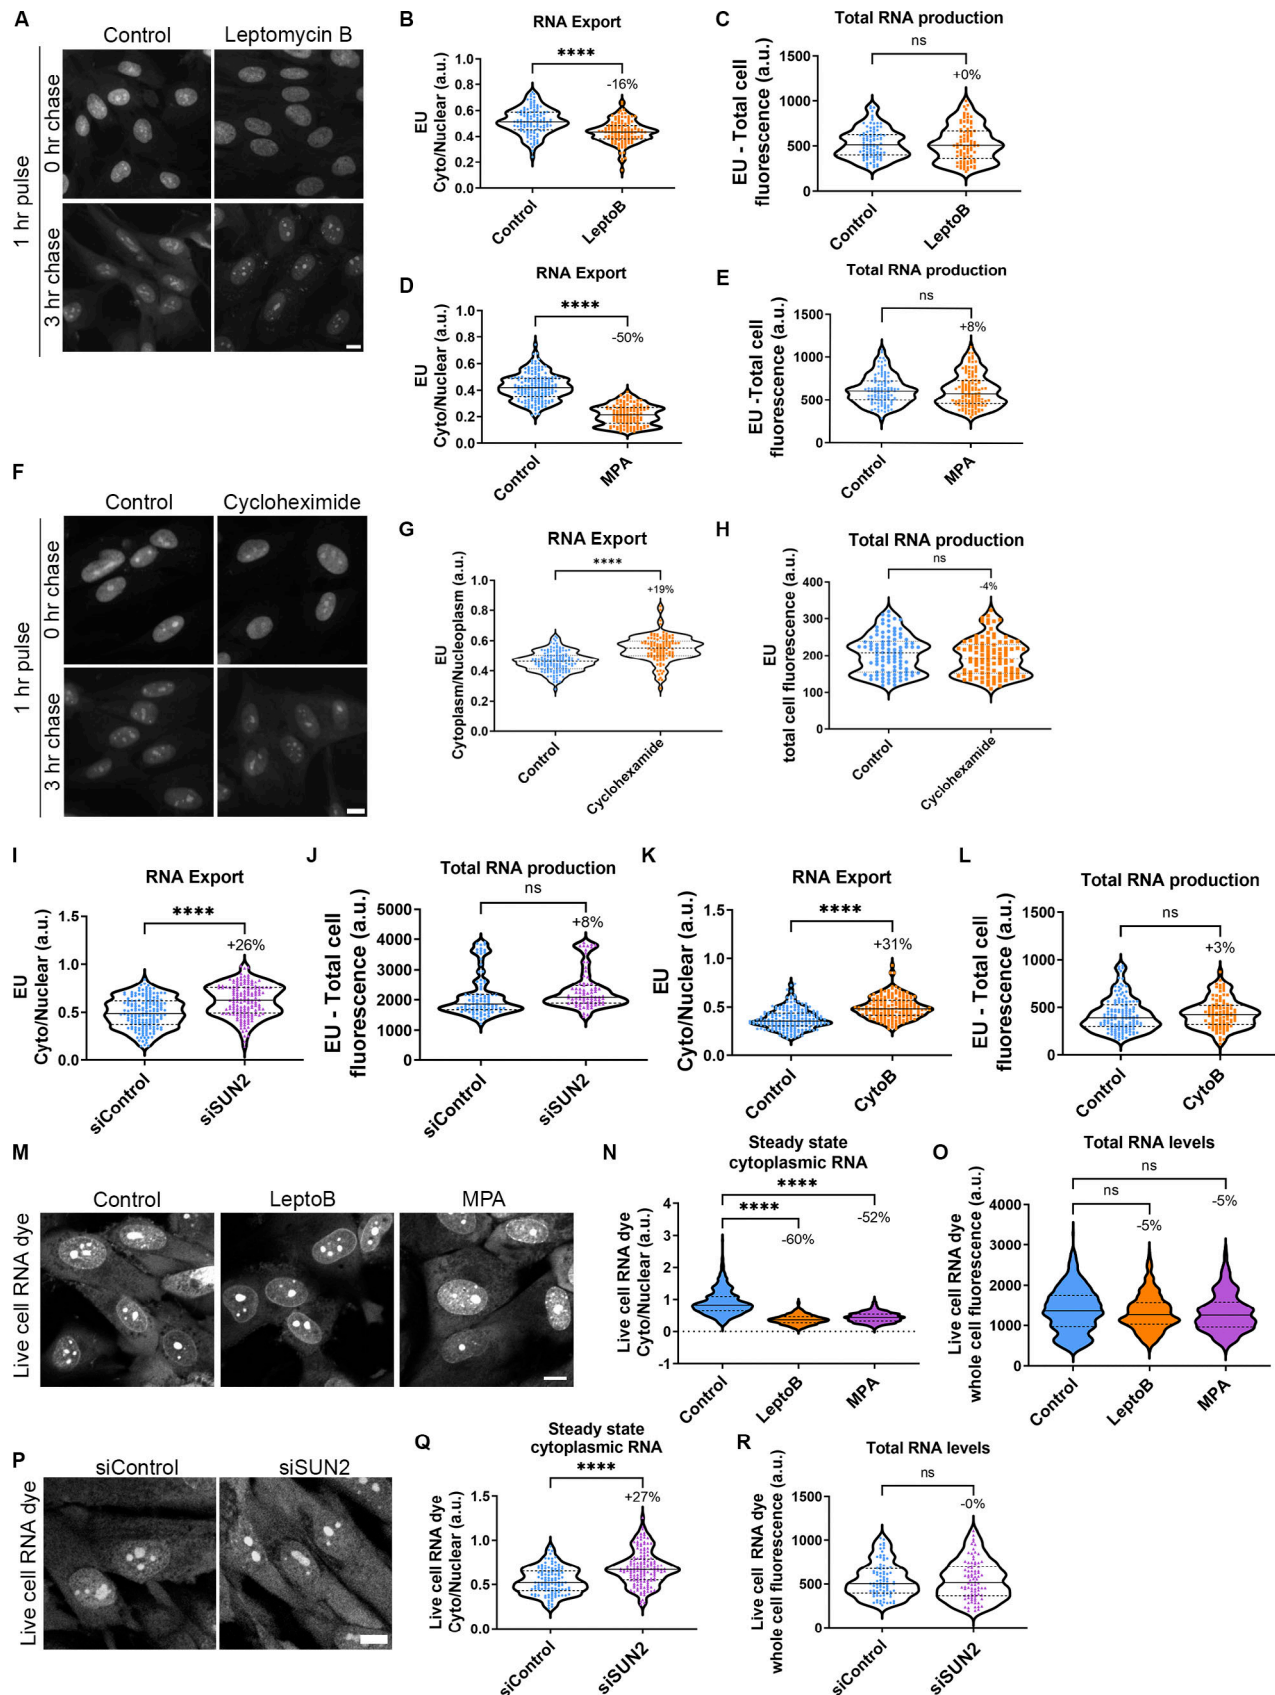 A
Control
Leptomycin B
1 hr pulse
0 hr chase
3 hr chase
B
RNA Export
****
-16%
EU
Cyto/Nuclear (a.u.)
1.0
0.8
0.6
0.4
0.2
0.0
Control
LeptoB
C
Total RNA production
ns
+0%
EU - Total cell
fluorescence (a.u.)
1500
1000
500
0
Control
LeptoB
D
RNA Export
****
-50%
EU
Cyto/Nuclear (a.u.)
1.0
0.8
0.6
0.4
0.2
0.0
Control
MPA
E
Total RNA production
ns
+8%
EU -Total cell
fluorescence (a.u.)
1500
1000
500
0
Control
MPA
F
Control
Cycloheximide
1 hr pulse
0 hr chase
3 hr chase
G
RNA Export
****
+19%
EU
Cytoplasm/Nucleoplasm (a.u.)
1.0
0.8
0.6
0.4
0.2
0.0
Control
Cyclohexamide
H
Total RNA production
ns
-4%
EU
total cell fluorescence (a.u.)
400
300
200
100
0
Control
Cyclohexamide
I
RNA Export
****
+26%
EU
Cyto/Nuclear (a.u.)
1.5
1.0
0.5
0.0
siControl
siSUN2
J
Total RNA production
ns
+8%
EU - Total cell
fluorescence (a.u.)
5000
4000
3000
2000
1000
0
siControl
siSUN2
K
RNA Export
****
+31%
EU
Cyto/Nuclear (a.u.)
1.5
1.0
0.5
0.0
Control
CytoB
L
Total RNA production
ns
+3%
EU - Total cell
fluorescence (a.u.)
1500
1000
500
0
Control
CytoB
M
Control
LeptoB
MPA
Live cell RNA dye
N
Steady state
cytoplasmic RNA
****
****
-60%
-52%
Live cell RNA dye
Cyto/Nuclear (a.u.)
4
3
2
1
0
-1
Control
LeptoB
MPA
O
Total RNA levels
ns
ns
-5%
-5%
Live cell RNA dye
whole cell fluorescence (a.u.)
4000
3000
2000
1000
0
Control
LeptoB
MPA
P
siControl
siSUN2
Live cell RNA dye
Q
Steady state
cytoplasmic RNA
****
+27%
Live cell RNA dye
Cyto/Nuclear (a.u.)
1.5
1.0
0.5
0.0
siControl
siSUN2
R
Total RNA levels
ns
-0%
Live cell RNA dye
whole cell fluorescence (a.u.)
1500
1000
500
0
siControl
siSUN2